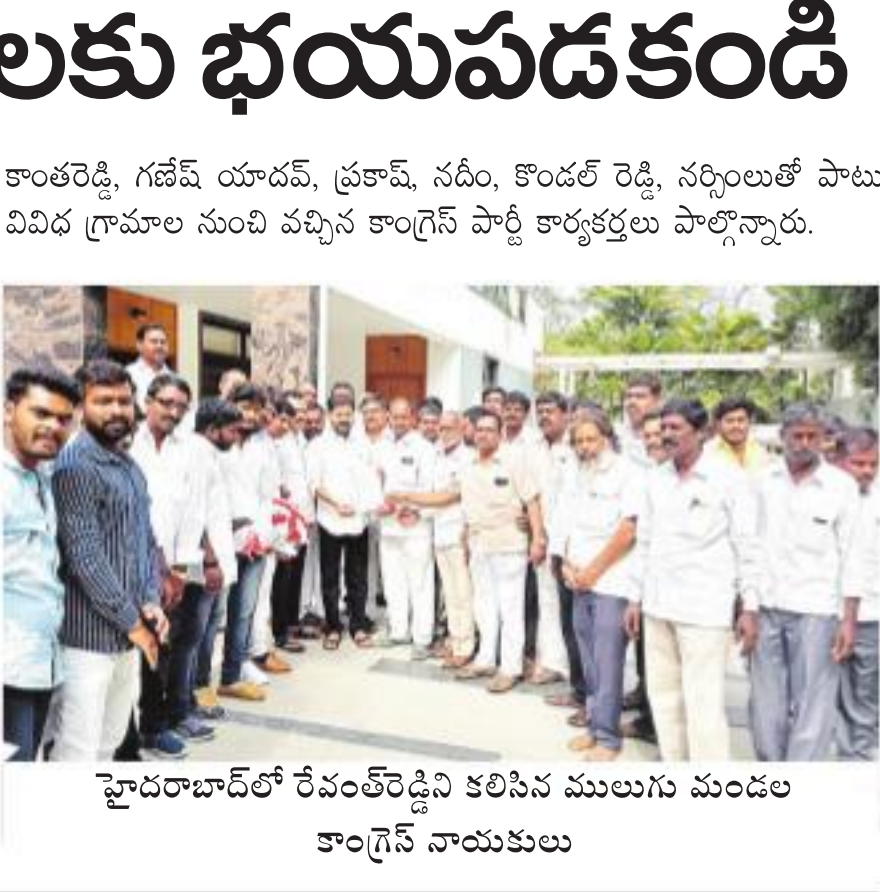 లకు భయపడకండి
కాంతరెడ్డి, గణేష్ యాదవ్, ప్రకాష్, నదీం, కొండల్ రెడ్డి, నర్సింలుతో పాటు
వివిధ గ్రామాల నుంచి వచ్చిన కాంగ్రెస్ పార్టీ కార్యకర్తలు పాల్గొన్నారు.
హైదరాబాద్‌లో రేవంత్‌రెడ్డిని కలిసిన ములుగు మండల
కాంగ్రెస్ నాయకులు